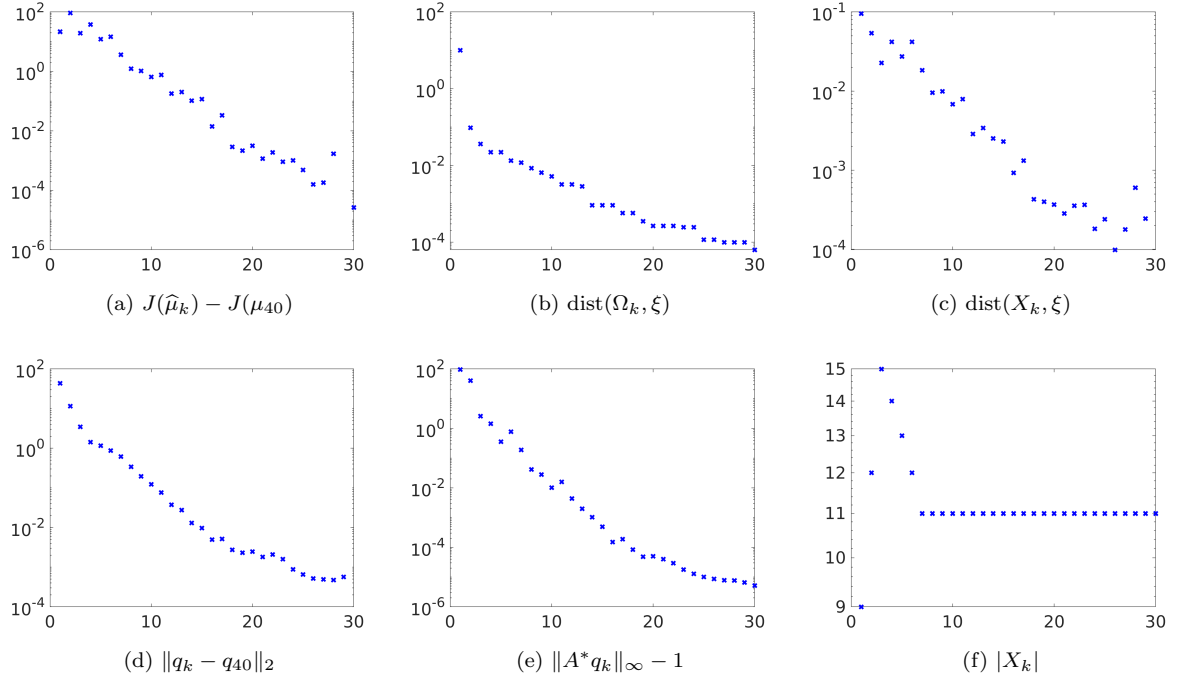 10^2
10^0
10^-2
10^-4
10^-6
0 10 20 30
(a) J(μ̂_k) − J(μ_40)
10^2
10^0
10^-2
10^-4
0 10 20 30
(b) dist(Ω_k, ξ)
10^-1
10^-2
10^-3
10^-4
0 10 20 30
(c) dist(X_k, ξ)
10^2
10^0
10^-2
10^-4
0 10 20 30
(d) ‖q_k − q_40‖_2
10^2
10^0
10^-2
10^-4
10^-6
0 10 20 30
(e) ‖A*q_k‖_∞ − 1
15
14
13
12
11
10
9
0 10 20 30
(f) |X_k|